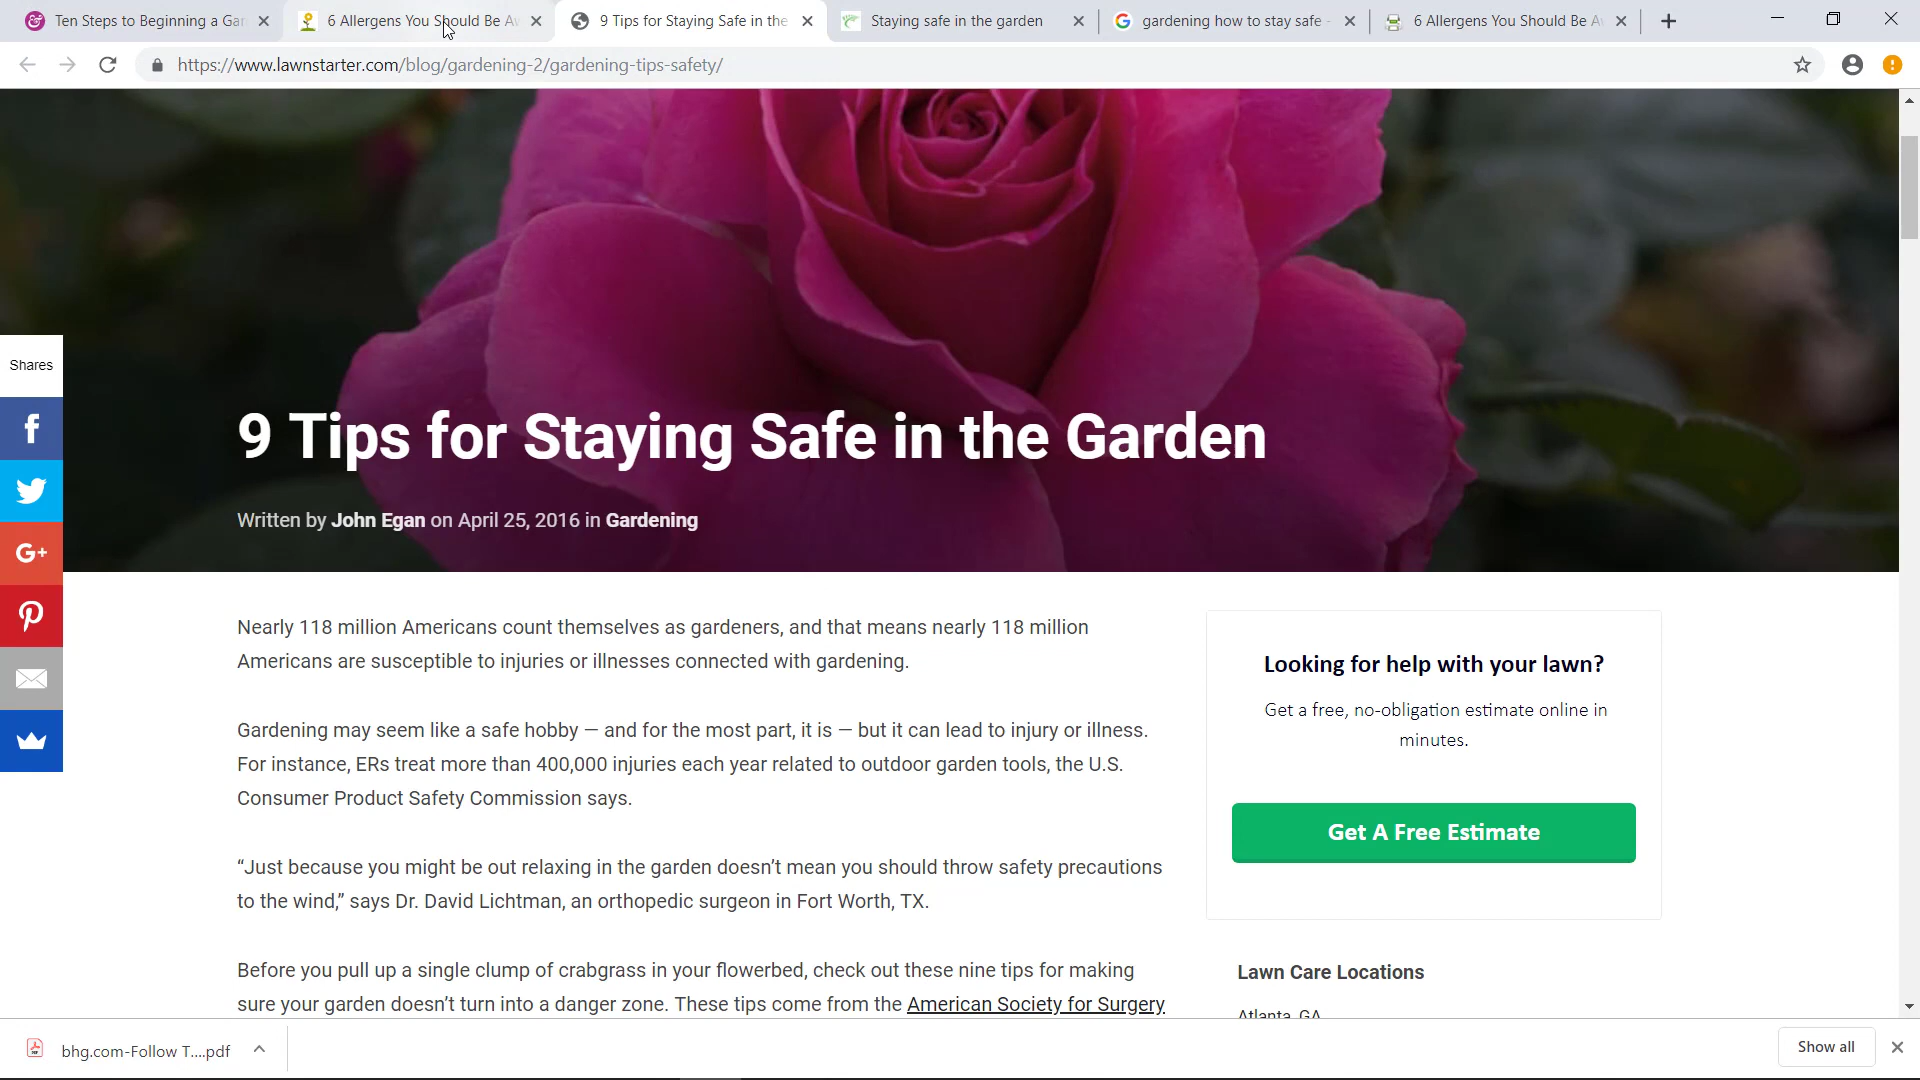 Ten Steps to Beginning a Gar
6 Allergens You Should Be Aw
9 Tips for Staying Safe in the
Staying safe in the garden
gardening how to stay safe -
6 Allergens You Should Be Aw
https://www.lawnstarter.com/blog/gardening-2/gardening-tips-safety/
Shares
9 Tips for Staying Safe in the Garden
Written by John Egan on April 25, 2016 in Gardening
Nearly 118 million Americans count themselves as gardeners, and that means nearly 118 million
Americans are susceptible to injuries or illnesses connected with gardening.
Gardening may seem like a safe hobby — and for the most part, it is — but it can lead to injury or illness.
For instance, ERs treat more than 400,000 injuries each year related to outdoor garden tools, the U.S.
Consumer Product Safety Commission says.
“Just because you might be out relaxing in the garden doesn’t mean you should throw safety precautions
to the wind,” says Dr. David Lichtman, an orthopedic surgeon in Fort Worth, TX.
Before you pull up a single clump of crabgrass in your flowerbed, check out these nine tips for making
sure your garden doesn’t turn into a danger zone. These tips come from the American Society for Surgery
Looking for help with your lawn?
Get a free, no-obligation estimate online in
minutes.
Get A Free Estimate
Lawn Care Locations
Atlanta, GA
bhg.com-Follow T....pdf
Show all